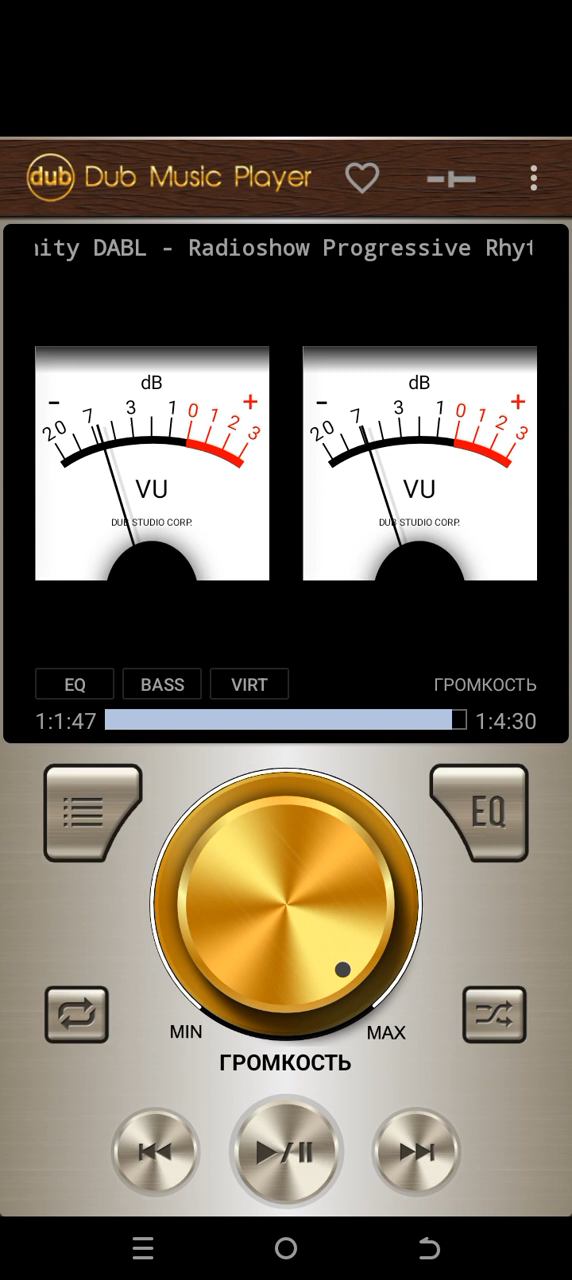 dub Dub Music Player
nity DABL - Radioshow Progressive Rhyt
dB dB
- 20 7 3 1 0 1 2 3 + - 20 7 3 1 0 1 2 3 +
VU VU
DUB STUDIO CORP. DUB STUDIO CORP.
EQ BASS VIRT ГРОМКОСТЬ
1:1:47 1:4:30
EQ
MIN MAX
ГРОМКОСТЬ